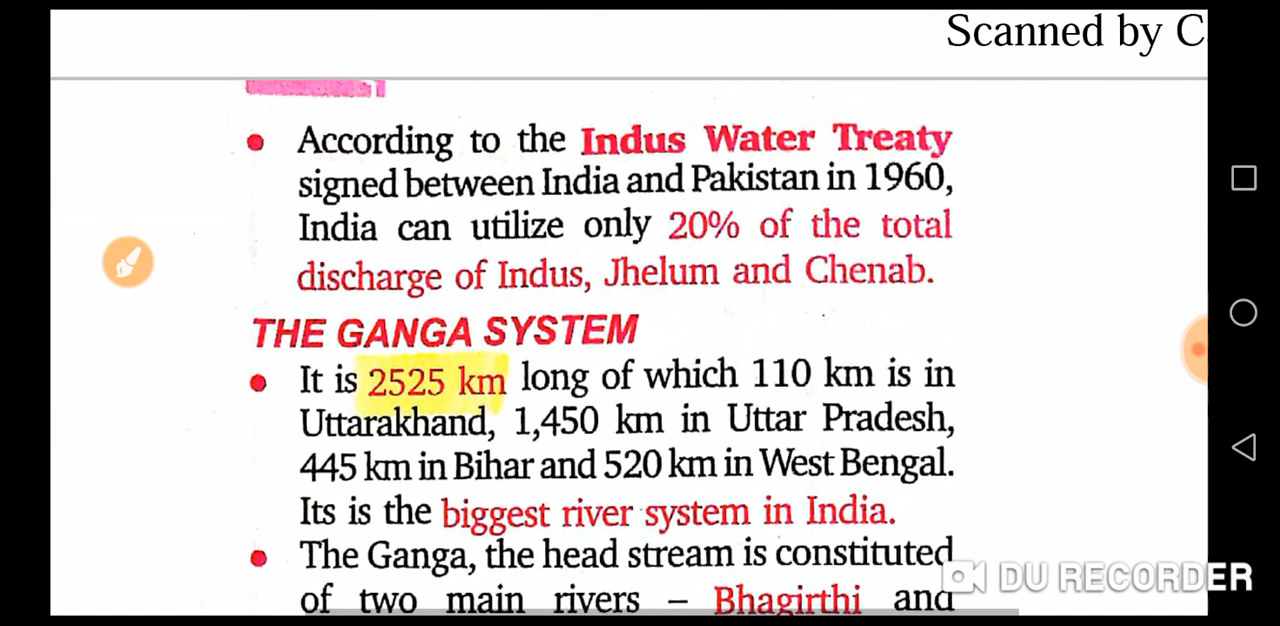 Scanned by C
• According to the Indus Water Treaty
signed between India and Pakistan in 1960,
India can utilize only 20% of the total
discharge of Indus, Jhelum and Chenab.
THE GANGA SYSTEM
• It is 2525 km long of which 110 km is in
Uttarakhand, 1,450 km in Uttar Pradesh,
445 km in Bihar and 520 km in West Bengal.
Its is the biggest river system in India.
• The Ganga, the head stream is constituted
of two main rivers – Bhagirthi and
DU RECORDER